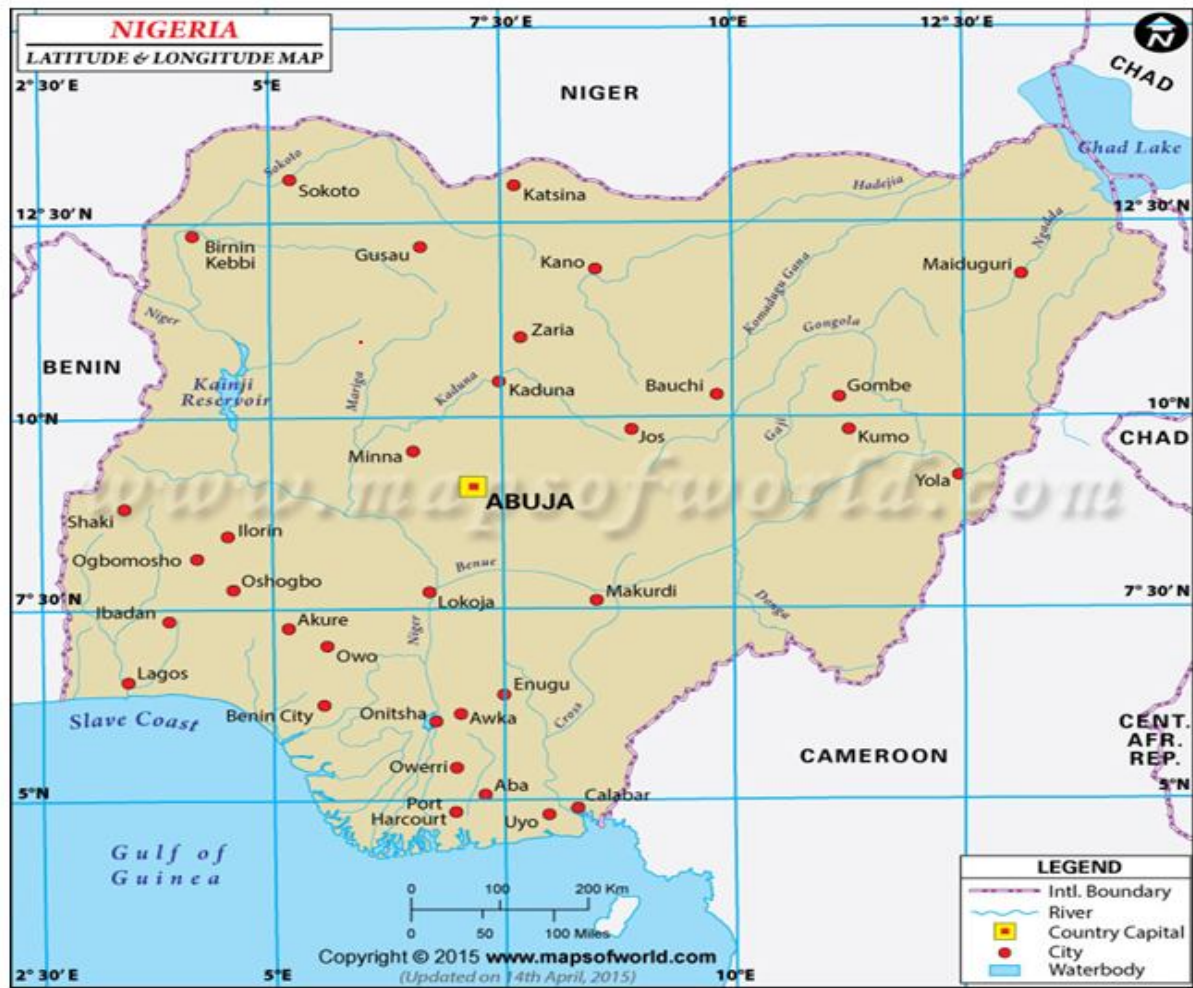 NIGERIA
LATITUDE & LONGITUDE MAP
2° 30′ E
5°E
7° 30′ E
10°E
12° 30′ E
N
CHAD
NIGER
Chad Lake
Sokoto
Sokoto
Katsina
Hadejia
12° 30′ N
12° 30′ N
Birnin
Kebbi
Gusau
Kano
Komadugu Gana
Ngadda
Maiduguri
Niger
Zaria
Gongola
BENIN
Kainji
Reservoir
Mariga
Kaduna
Kaduna
Bauchi
Gombe
10°N
10°N
Gaji
Jos
Kumo
CHAD
Minna
Yola
www.mapsofworld.com
ABUJA
Shaki
Ilorin
Ogbomosho
Benue
Oshogbo
Makurdi
Lokoja
Donga
7° 30′ N
7° 30′ N
Ibadan
Akure
Niger
Owo
Lagos
Enugu
Slave Coast
Benin City
Onitsha
Awka
Cross
CENT.
AFR.
REP.
CAMEROON
Owerri
Aba
5°N
5°N
Port
Harcourt
Calabar
Uyo
Gulf of
Guinea
LEGEND
Intl. Boundary
River
Country Capital
City
Waterbody
0 100 200 Km
0 50 100 Miles
Copyright © 2015 www.mapsofworld.com
(Updated on 14th April, 2015)
2° 30′ E
5°E
10°E